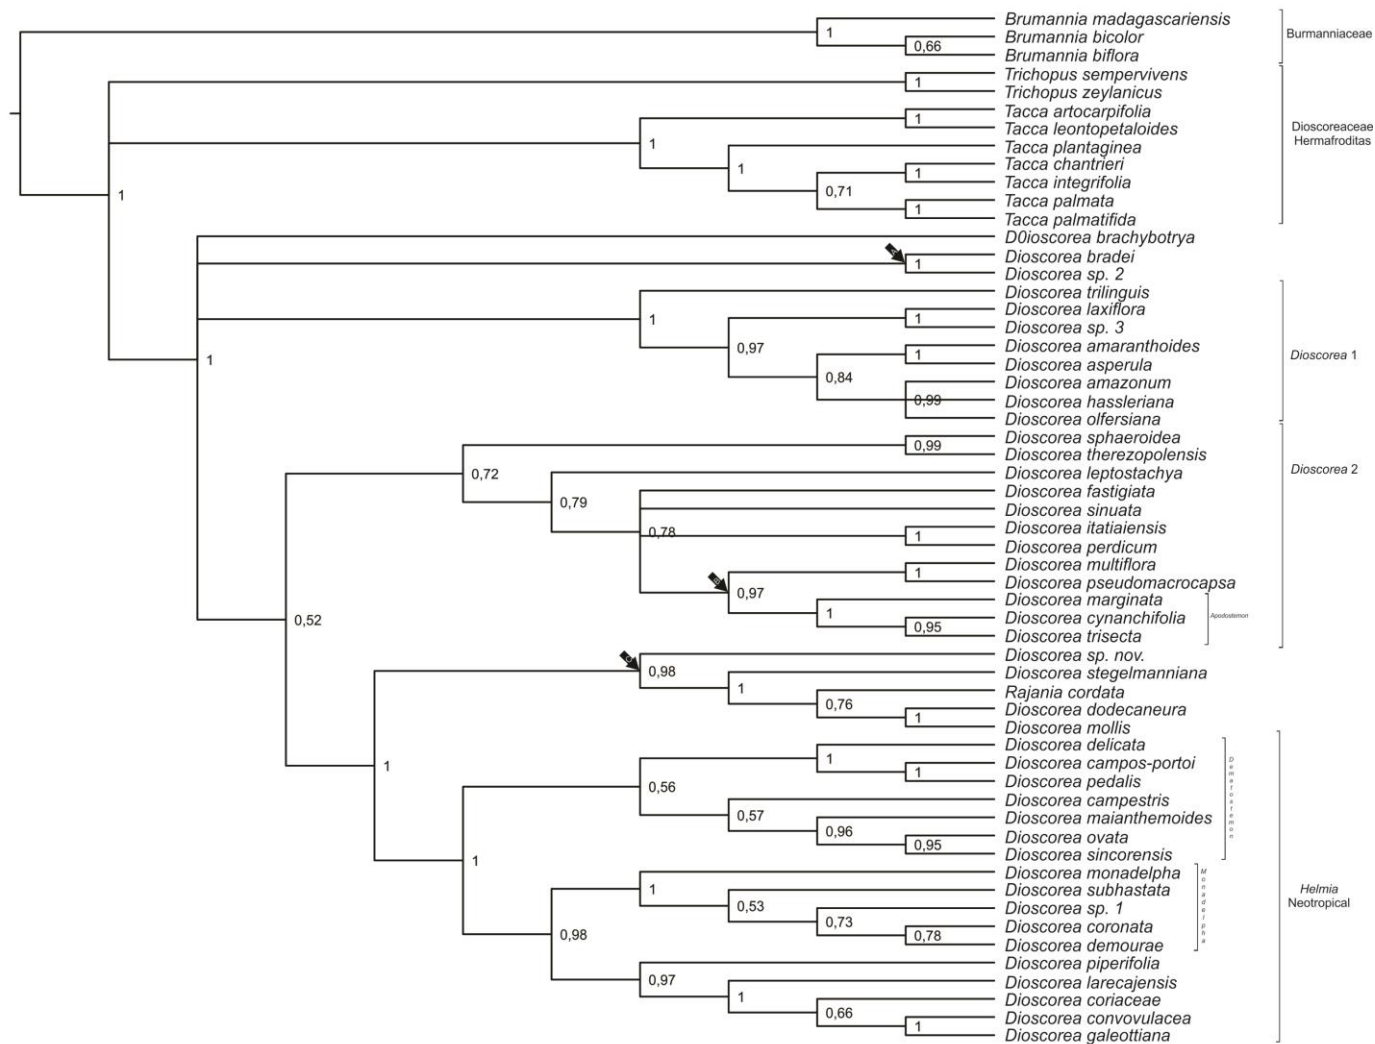 Brumannia madagascariensis
1
Brumannia bicolor
0,66
Brumannia biflora
Burmanniaceae
Trichopus sempervivens
1
Trichopus zeylanicus
Tacca artocarpifolia
1
Tacca leontopetaloides
1
Tacca plantaginea
1
Tacca chantrieri
1
Tacca integrifolia
0,71
Tacca palmata
1
Tacca palmatifida
Dioscoreaceae
Hermafroditas
1
D0ioscorea brachybotrya
Dioscorea bradei
1
Dioscorea sp. 2
Dioscorea trilinguis
1
Dioscorea laxiflora
1
Dioscorea sp. 3
0,97
Dioscorea amaranthoides
1
Dioscorea asperula
0,84
Dioscorea amazonum
0,99
Dioscorea hassleriana
Dioscorea olfersiana
Dioscorea 1
1
Dioscorea sphaeroidea
0,99
Dioscorea therezopolensis
0,72
Dioscorea leptostachya
0,79
Dioscorea fastigiata
Dioscorea sinuata
0,78
Dioscorea itatiaiensis
1
Dioscorea perdicum
Dioscorea multiflora
1
Dioscorea pseudomacrocapsa
0,97
Dioscorea marginata
1
Dioscorea cynanchifolia
0,95
Dioscorea trisecta
Apodostemon
Dioscorea 2
0,52
Dioscorea sp. nov.
0,98
Dioscorea stegelmanniana
1
Rajania cordata
0,76
Dioscorea dodecaneura
1
Dioscorea mollis
1
Dioscorea delicata
1
Dioscorea campos-portoi
1
Dioscorea pedalis
0,56
Dioscorea campestris
0,57
Dioscorea maianthemoides
0,96
Dioscorea ovata
0,95
Dioscorea sincorensis
Dematostemon
1
Dioscorea monadelpha
1
Dioscorea subhastata
0,53
Dioscorea sp. 1
0,73
Dioscorea coronata
0,78
Dioscorea demourae
Monadelpha
0,98
Dioscorea piperifolia
0,97
Dioscorea larecajensis
1
Dioscorea coriaceae
0,66
Dioscorea convovulacea
1
Dioscorea galeottiana
Helmia
Neotropical